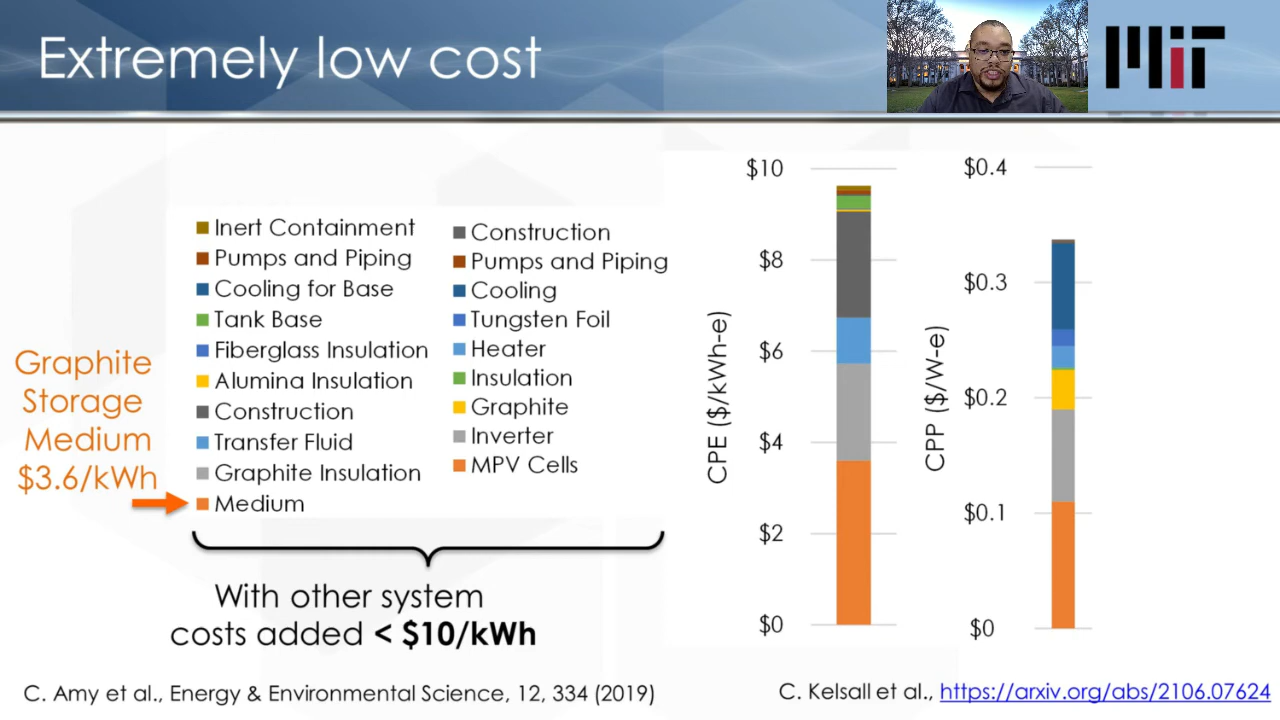 Extremely low cost
MIT
Graphite
Storage
Medium
$3.6/kWh
Inert Containment
Pumps and Piping
Cooling for Base
Tank Base
Fiberglass Insulation
Alumina Insulation
Construction
Transfer Fluid
Graphite Insulation
Medium
Construction
Pumps and Piping
Cooling
Tungsten Foil
Heater
Insulation
Graphite
Inverter
MPV Cells
With other system
costs added < $10/kWh
CPE ($/kWh-e)
$10
$8
$6
$4
$2
$0
CPP ($/W-e)
$0.4
$0.3
$0.2
$0.1
$0
C. Amy et al., Energy & Environmental Science, 12, 334 (2019)
C. Kelsall et al., https://arxiv.org/abs/2106.07624